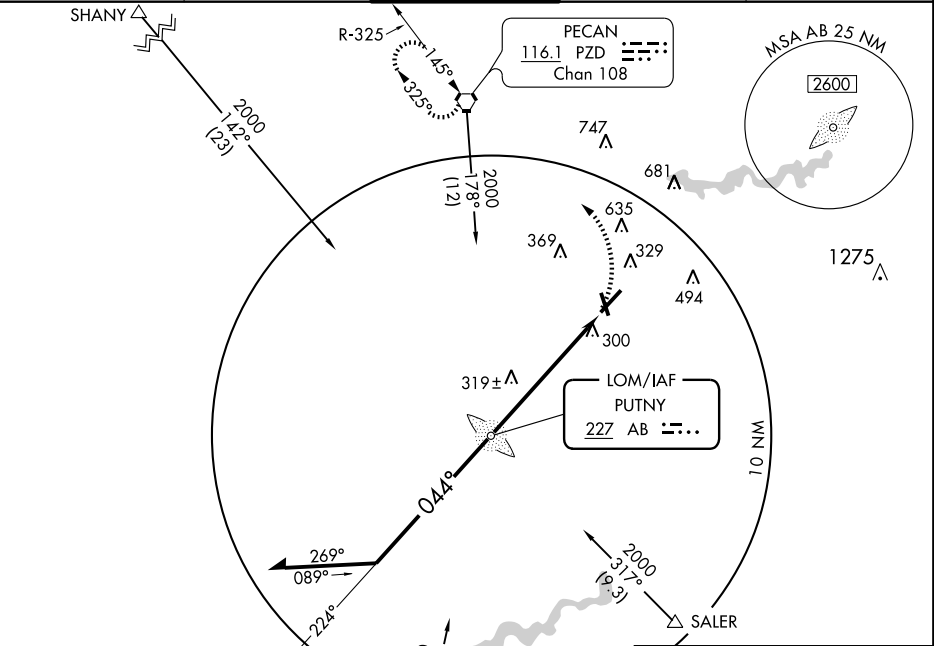 SHANY
R-325
145°
325°
PECAN
116.1 PZD
Chan 108
MSA AB 25 NM
2600
2000
142°
(23)
2000
178°
(12)
747
681
635
369
329
1275
494
300
319±
LOM/IAF
PUTNY
227 AB
10 NM
044°
269°
089°
224°
2000
317°
(9.3)
SALER